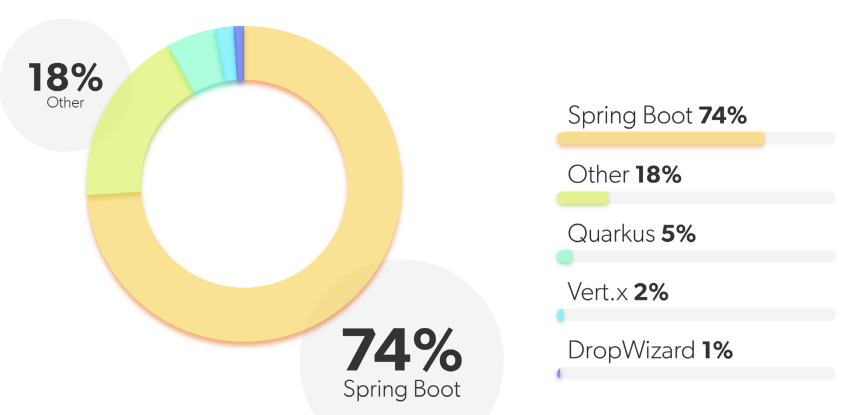 18%
Other
74%
Spring Boot
Spring Boot 74%
Other 18%
Quarkus 5%
Vert.x 2%
DropWizard 1%